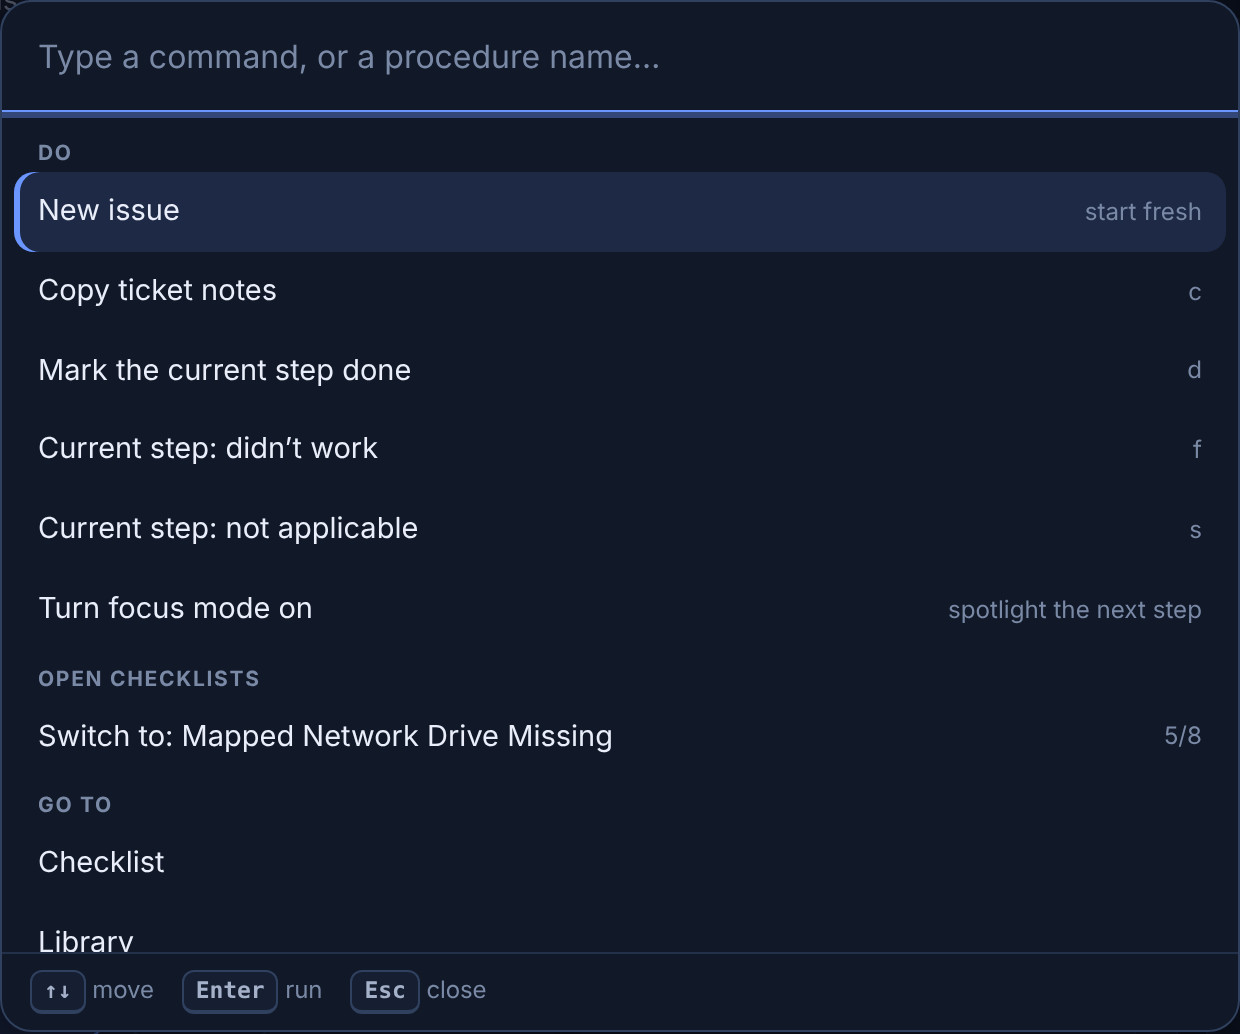 Type a command, or a procedure name...
DO
New issue start fresh
Copy ticket notes c
Mark the current step done d
Current step: didn’t work f
Current step: not applicable s
Turn focus mode on spotlight the next step
OPEN CHECKLISTS
Switch to: Mapped Network Drive Missing 5/8
GO TO
Checklist
Library
↑↓ move Enter run Esc close